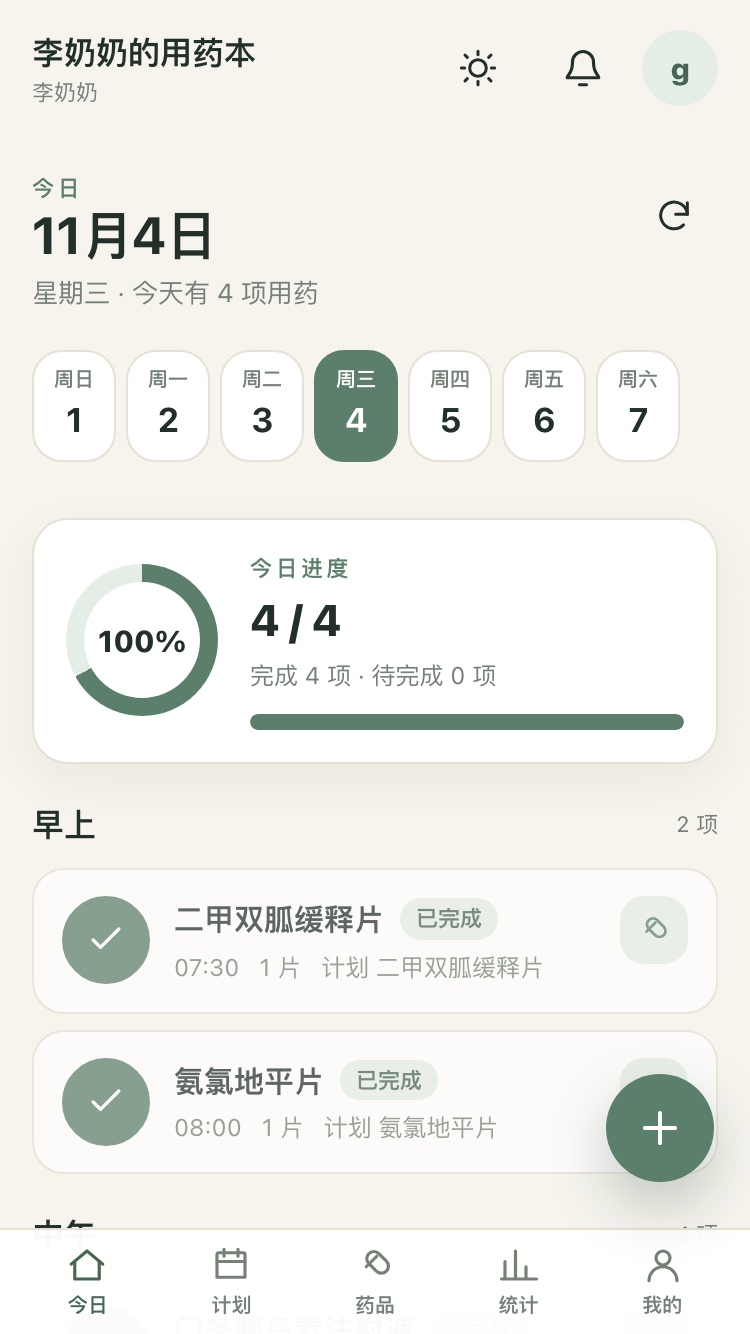 李奶奶的用药本
李奶奶
g
今日
11月4日
星期三 · 今天有 4 项用药
周日
1
周一
2
周二
3
周三
4
周四
5
周五
6
周六
7
100%
今日进度
4 / 4
完成 4 项 · 待完成 0 项
早上
2 项
二甲双胍缓释片
已完成
07:30 1 片 计划 二甲双胍缓释片
氨氯地平片
已完成
08:00 1 片 计划 氨氯地平片
中午
1 项
今日
计划
药品
统计
我的